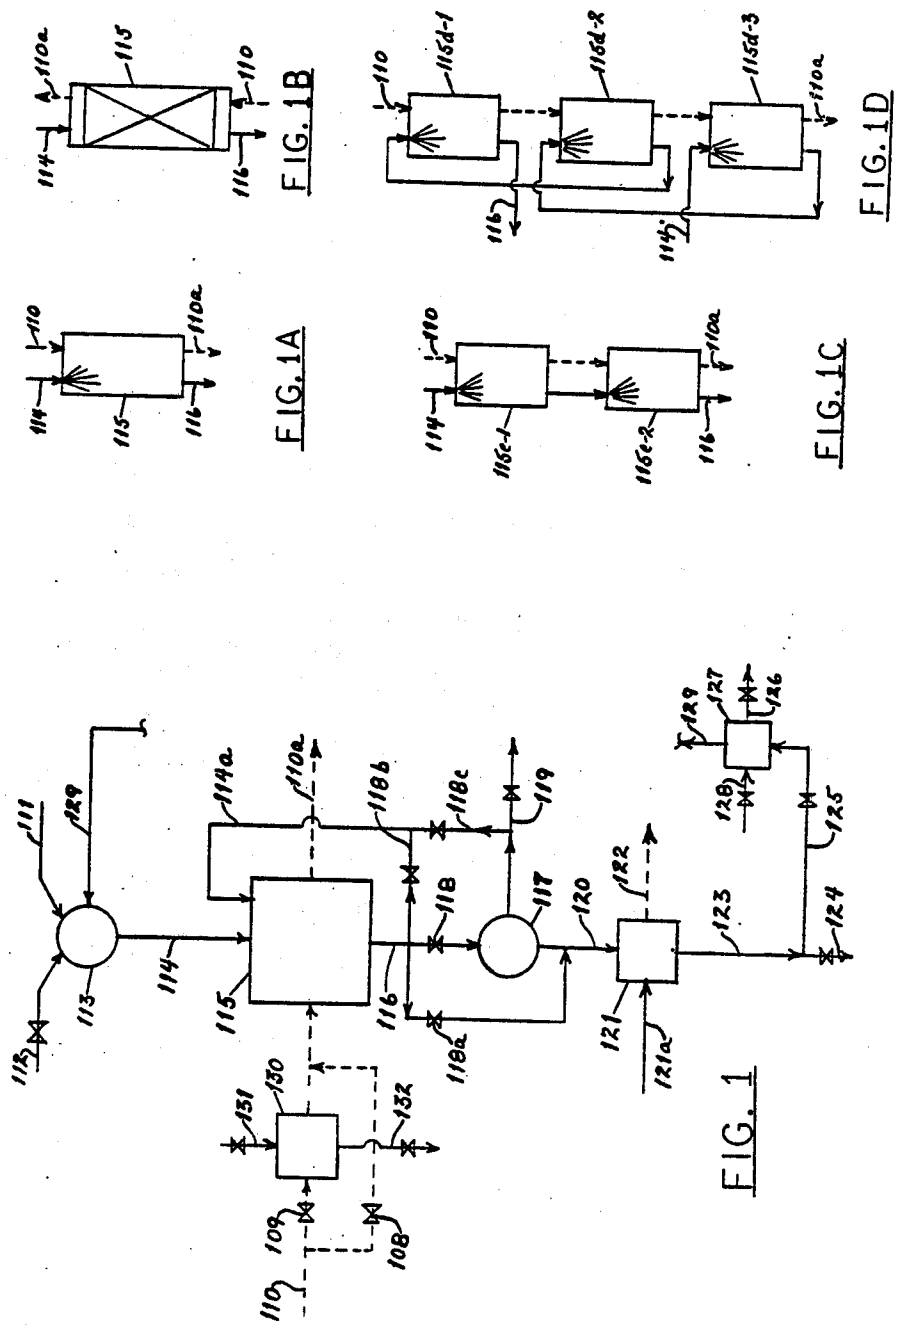 110a
115
114
110
116
FIG. 1B
110
115d-1
115d-2
115d-3
116
114
110a
FIG. 1D
110
114
115
110a
116
FIG. 1A
110
114
115c-1
115c-2
110a
116
FIG. 1C
111
129
112
113
114
114a
110a
115
118b
118c
119
118
117
116
118a
120
131
130
132
109
110
108
121
121a
122
123
124
125
126
127
128
129
FIG. 1